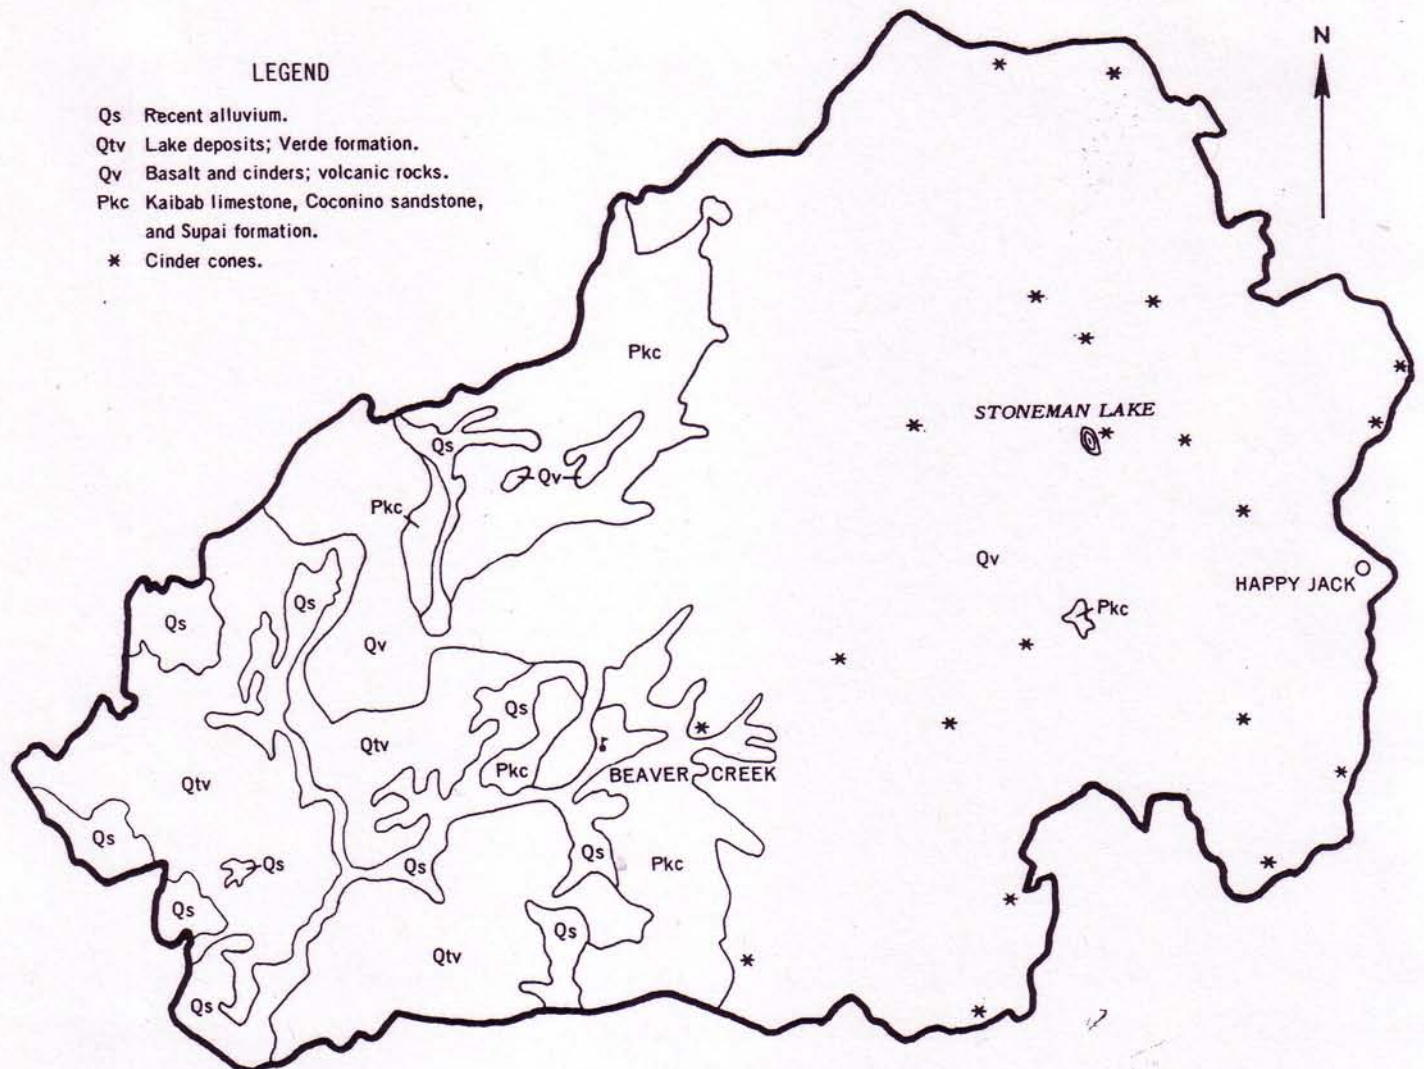 LEGEND
Qs Recent alluvium.
Qtv Lake deposits; Verde formation.
Qv Basalt and cinders; volcanic rocks.
Pkc Kaibab limestone, Coconino sandstone,
and Supai formation.
* Cinder cones.
N
Pkc
STONEMAN LAKE
Qs
Qv
Pkc
Qv
HAPPY JACK
Qs
Pkc
Qs
Qv
Qs
Qtv
Pkc
BEAVER CREEK
Qtv
Qs
Qs
Qs
Pkc
Qs
Qs
Qs
Qtv
Qs